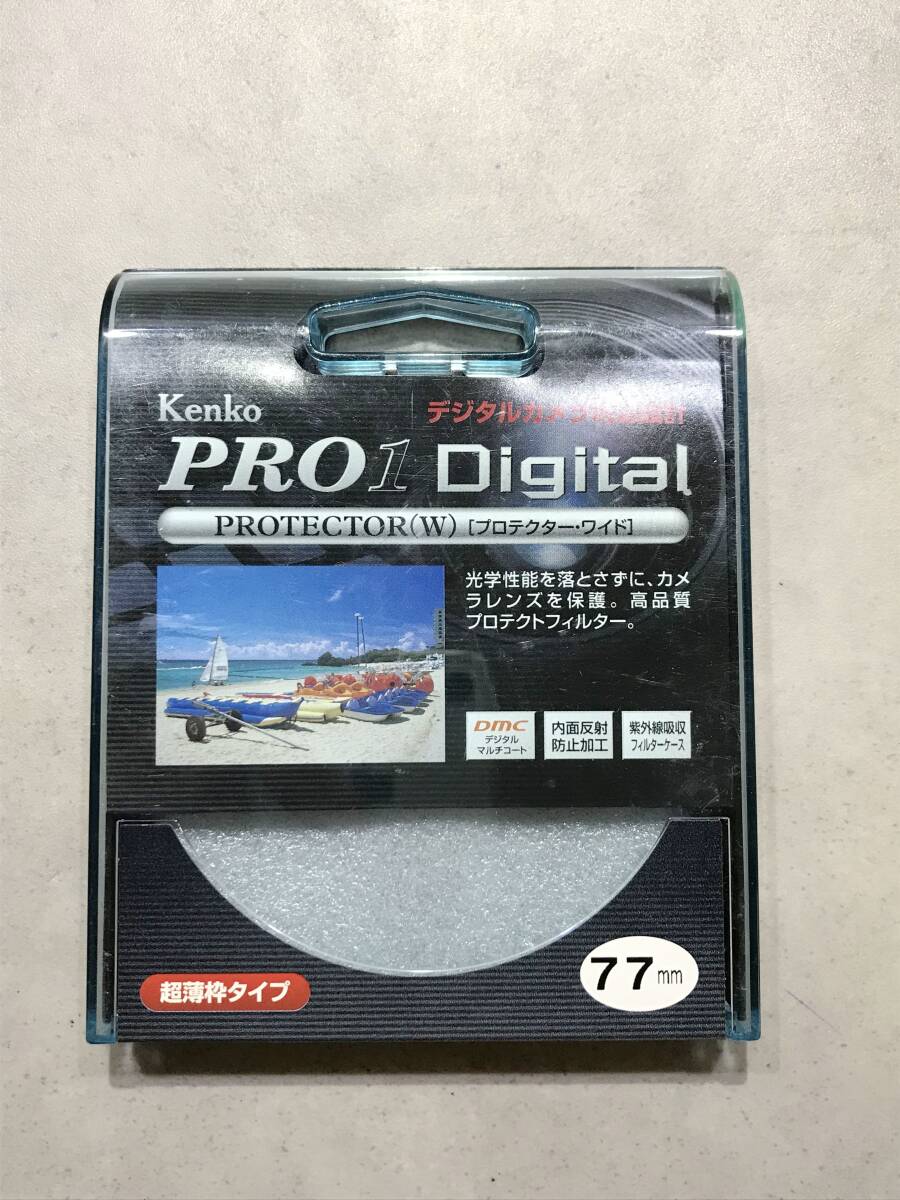 Kenko
デジタルカメラ
PRO1 Digital
PROTECTOR(W) [プロテクター・ワイド]
光学性能を落とさずに、カメ
ラレンズを保護。高品質
プロテクトフィルター。
DMC
デジタル
マルチコート
内面反射
防止加工
紫外線吸収
フィルターケース
超薄枠タイプ
77mm